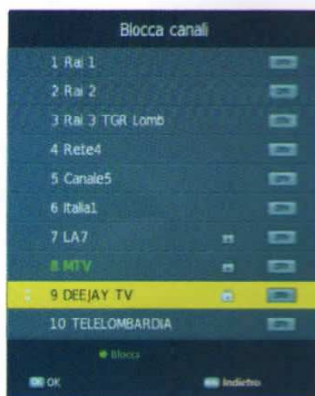 Blocca canali
1 Rai 1
2 Rai 2
3 Rai 3 TGR Lomb
4 Rete4
5 Canale5
6 Italia1
7 LA7
8 MTV
9 DEEJAY TV
10 TELELOMBARDIA
Blocca
OK OK Indietro